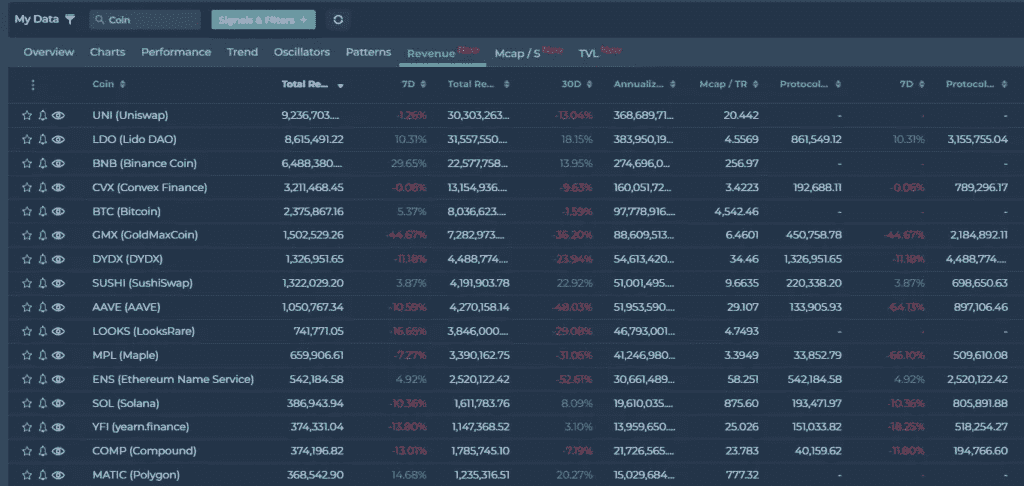 My Data Coin Signals & Filters +
Overview Charts Performance Trend Oscillators Patterns Revenue New Mcap / S New TVL New
Coin Total Re... 7D Total Re... 30D Annualiz... Mcap / TR Protocol... 7D Protocol...
UNI (Uniswap) 9,236,703.... -1.26% 30,303,263.... -13.04% 368,689,71... 20.442 - - -
LDO (Lido DAO) 8,615,491.22 10.31% 31,557,550.... 18.15% 383,950,19... 4.5569 861,549.12 10.31% 3,155,755.04
BNB (Binance Coin) 6,488,380.... 29.65% 22,577,758.... 13.95% 274,696,0... 256.97 - - -
CVX (Convex Finance) 3,211,468.45 -0.06% 13,154,936.... -9.63% 160,051,72... 3.4223 192,688.11 -0.06% 789,296.17
BTC (Bitcoin) 2,375,867.16 5.37% 8,036,623.... -1.59% 97,778,916.... 4,542.46 - - -
GMX (GoldMaxCoin) 1,502,529.26 -44.67% 7,282,973.... -36.20% 88,609,513... 6.4601 450,758.78 -44.67% 2,184,892.11
DYDX (DYDX) 1,326,951.65 -11.18% 4,488,774.... -23.94% 54,613,420... 34.46 1,326,951.65 -11.18% 4,488,774....
SUSHI (SushiSwap) 1,322,029.20 3.87% 4,191,903.78 22.92% 51,001,495.... 9.6635 220,338.20 3.87% 698,650.63
AAVE (AAVE) 1,050,767.34 -10.59% 4,270,158.14 -48.03% 51,953,590.... 29.107 133,905.93 -64.13% 897,106.46
LOOKS (LooksRare) 741,771.05 -16.65% 3,846,000.... -29.08% 46,793,001... 4.7493 - - -
MPL (Maple) 659,906.61 -7.27% 3,390,162.75 -31.06% 41,246,980... 3.3949 33,852.79 -66.10% 509,610.08
ENS (Ethereum Name Service) 542,184.58 4.92% 2,520,122.42 -52.61% 30,661,489.... 58.251 542,184.58 4.92% 2,520,122.42
SOL (Solana) 386,943.94 -10.36% 1,611,783.76 8.09% 19,610,035.... 875.60 193,471.97 -10.36% 805,891.88
YFI (yearn.finance) 374,331.04 -13.80% 1,147,368.52 3.10% 13,959,650.... 25.026 151,033.82 -18.25% 518,254.27
COMP (Compound) 374,196.82 -13.01% 1,785,745.10 -7.19% 21,726,565.... 23.783 40,159.62 -11.80% 194,766.60
MATIC (Polygon) 368,542.90 14.68% 1,235,316.51 20.27% 15,029,684... 777.32 - - -